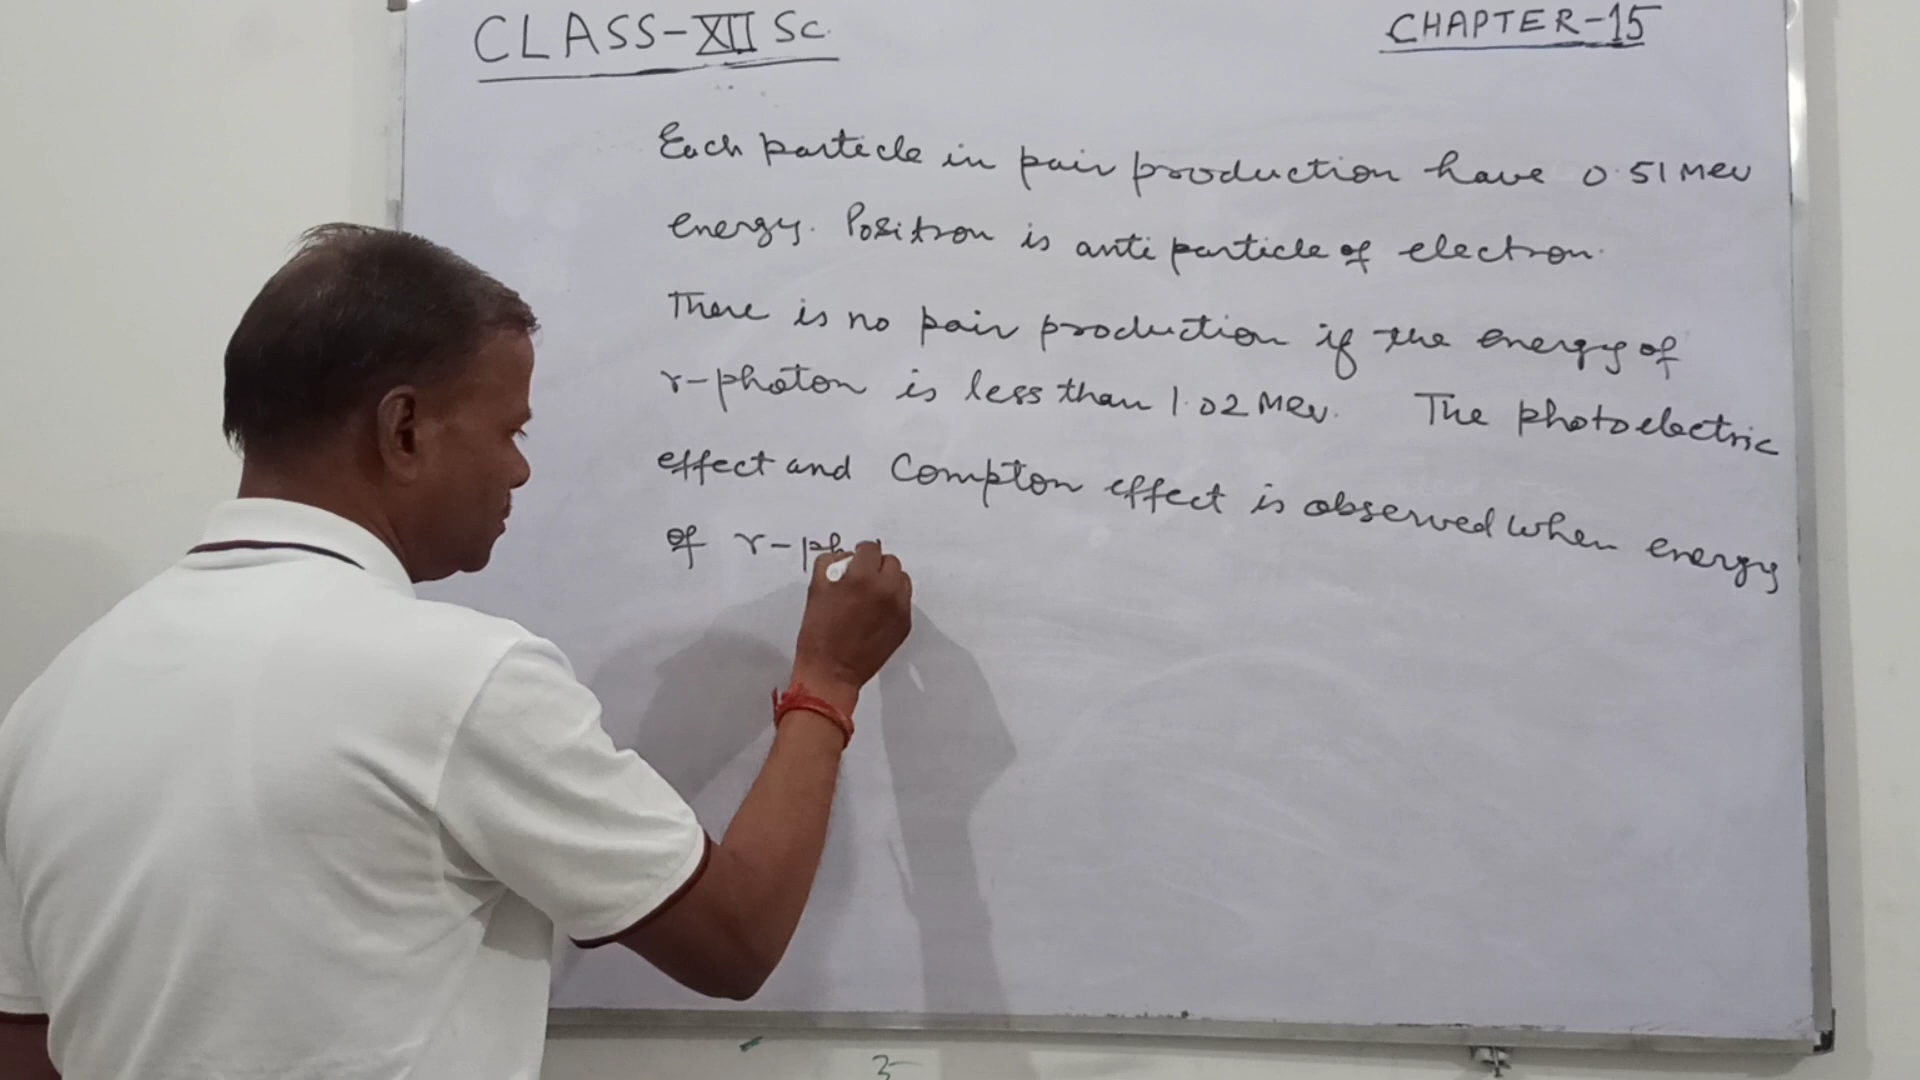 CLASS-XII Sc.
CHAPTER-15
Each particle in pair production have 0.51 Mev
energy. Positron is anti particle of electron.
There is no pair production if the energy of
γ-photon is less than 1.02 Mev. The photoelectric
effect and Compton effect is observed when energy
of γ-ph